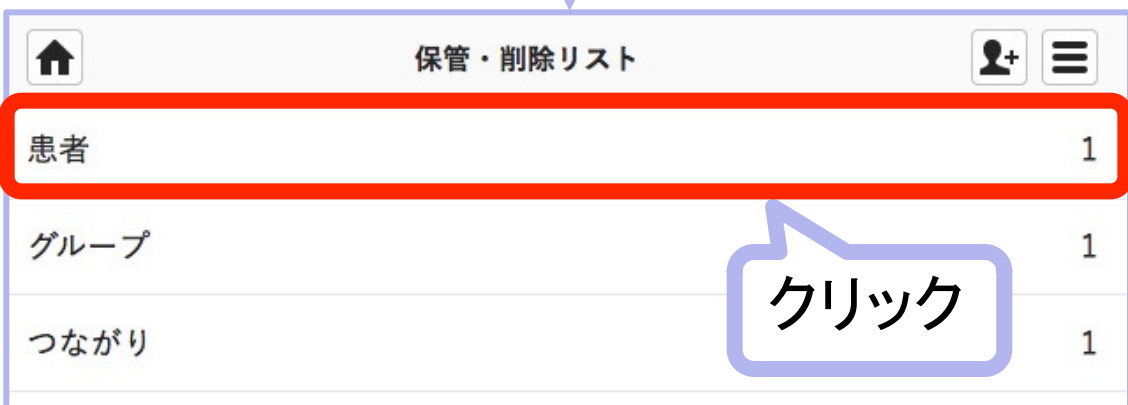 保管・削除リスト
患者 1
グループ 1
クリック
つながり 1